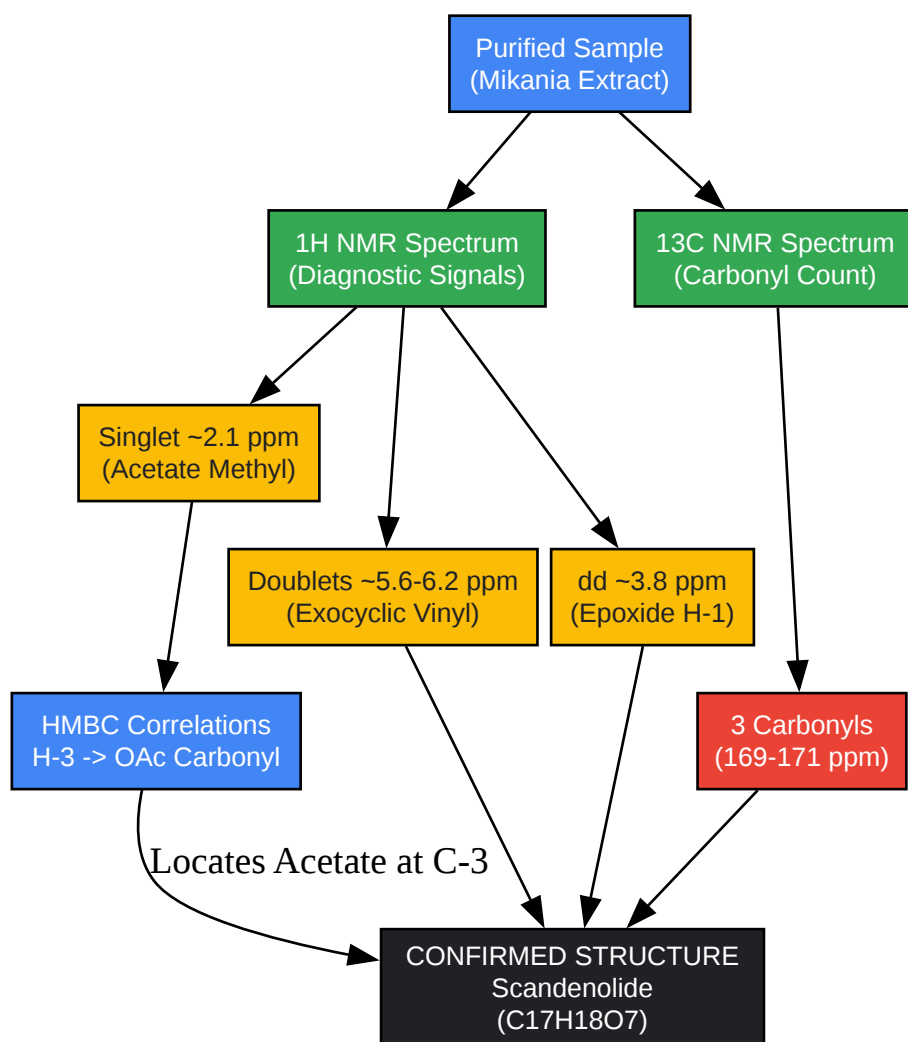 Purified Sample
(Mikania Extract)
1H NMR Spectrum
(Diagnostic Signals)
13C NMR Spectrum
(Carbonyl Count)
Singlet ~2.1 ppm
(Acetate Methyl)
Doublets ~5.6-6.2 ppm
(Exocyclic Vinyl)
dd ~3.8 ppm
(Epoxide H-1)
HMBC Correlations
H-3 -> OAc Carbonyl
3 Carbonyls
(169-171 ppm)
Locates Acetate at C-3
CONFIRMED STRUCTURE
Scandenolide
(C17H18O7)